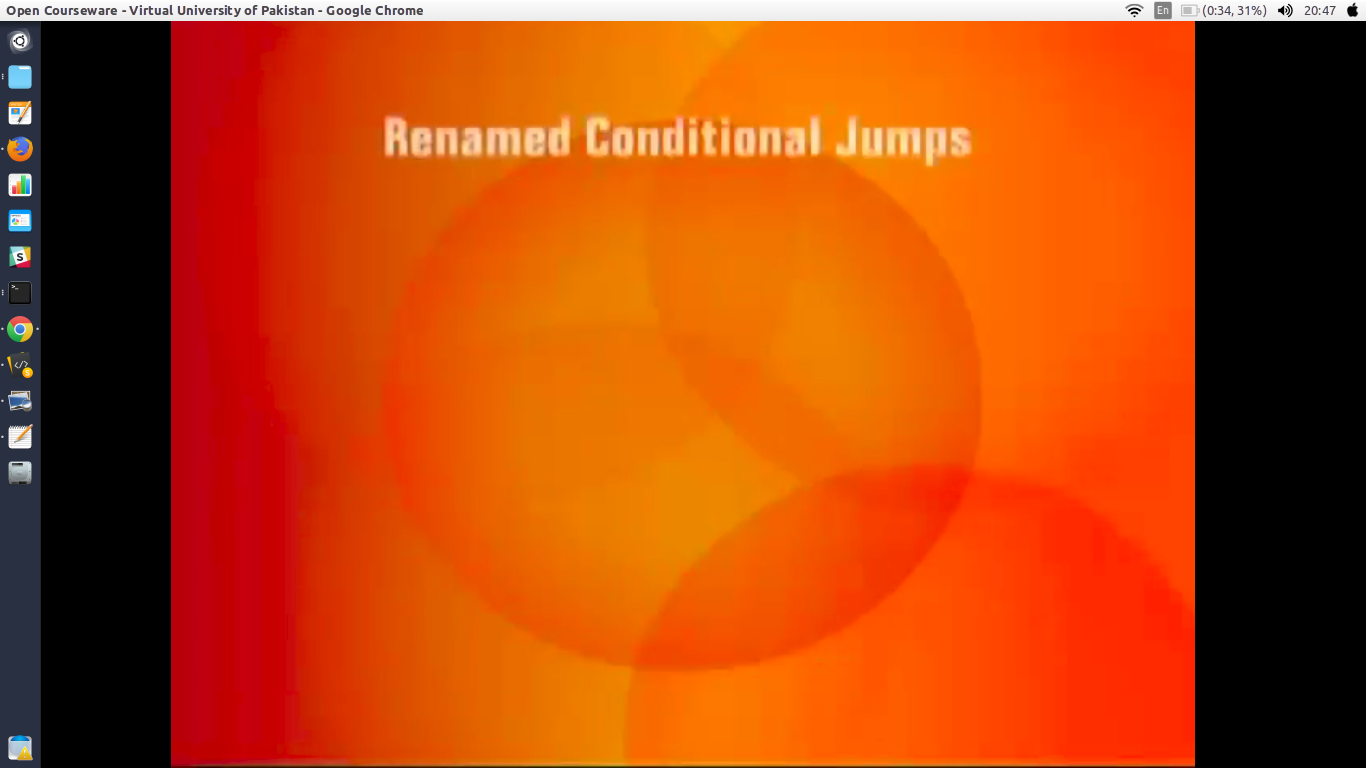 Open Courseware - Virtual University of Pakistan - Google Chrome
En
(0:34, 31%)
20:47
Renamed Conditional Jumps
S